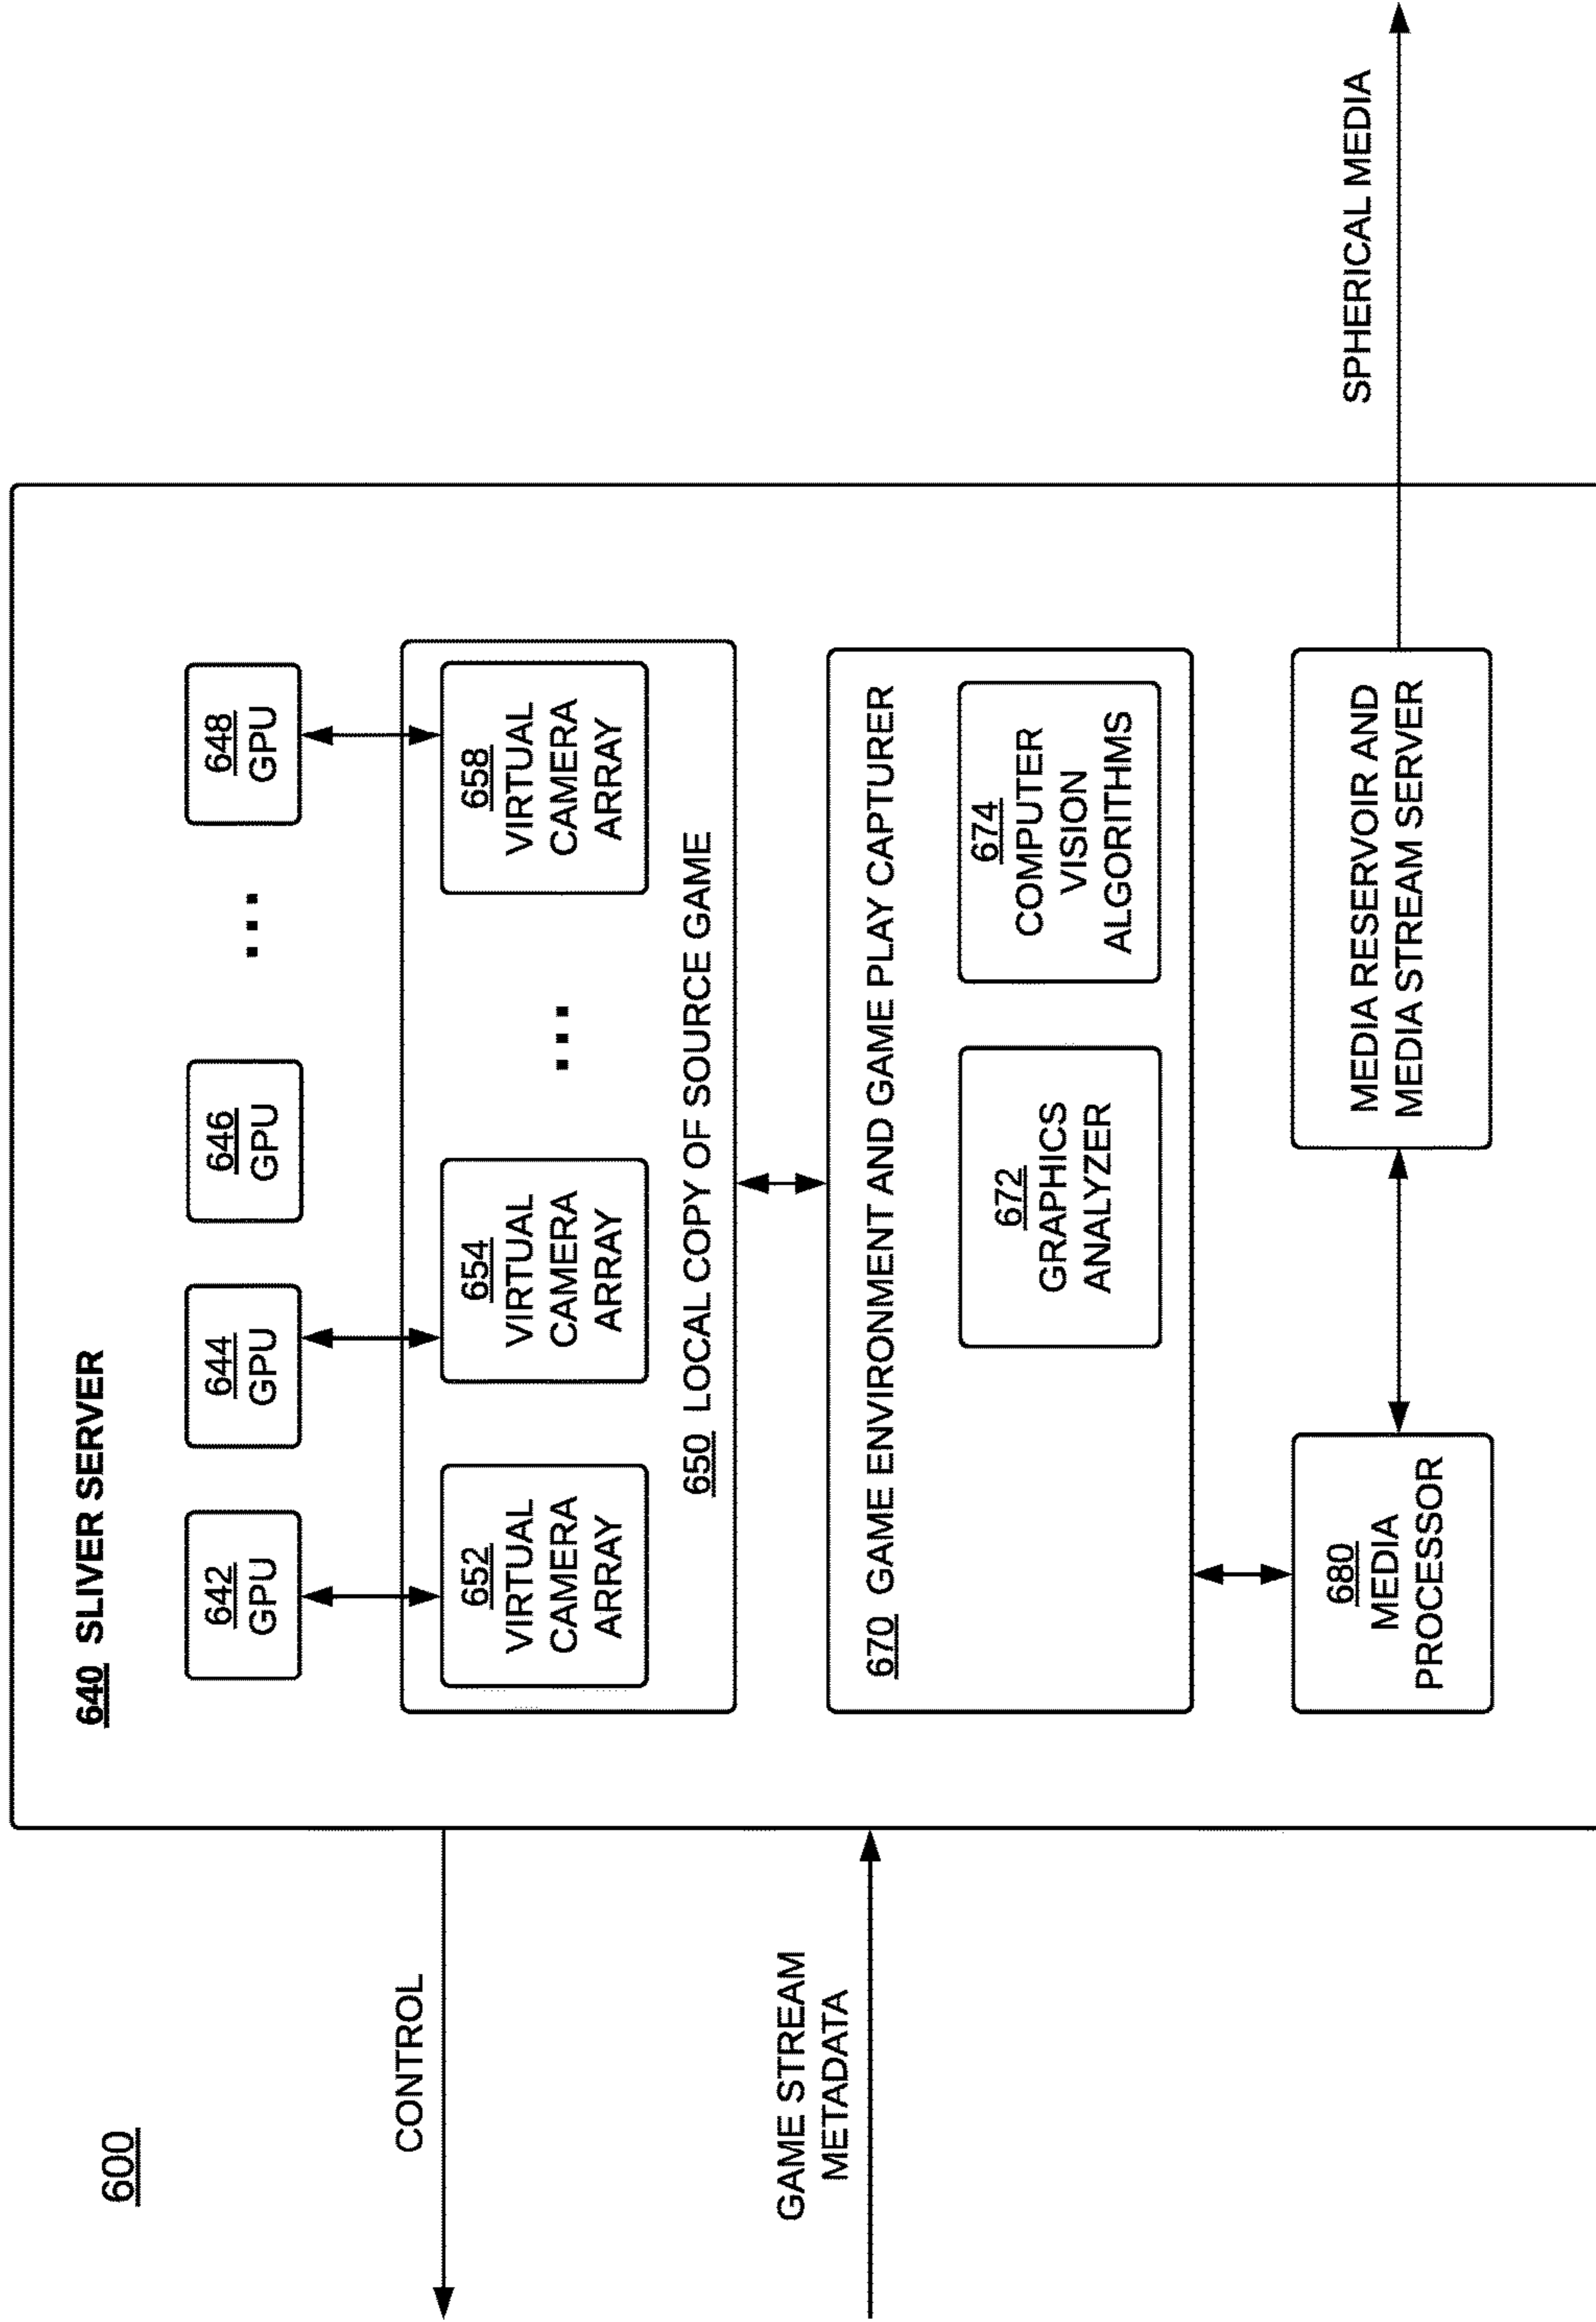 600
640 SLIVER SERVER
642
GPU
644
GPU
646
GPU
...
648
GPU
CONTROL
652
VIRTUAL
CAMERA
ARRAY
654
VIRTUAL
CAMERA
ARRAY
...
658
VIRTUAL
CAMERA
ARRAY
650 LOCAL COPY OF SOURCE GAME
GAME STREAM
METADATA
670 GAME ENVIRONMENT AND GAME PLAY CAPTURER
672
GRAPHICS
ANALYZER
674
COMPUTER
VISION
ALGORITHMS
680
MEDIA
PROCESSOR
MEDIA RESERVOIR AND
MEDIA STREAM SERVER
SPHERICAL MEDIA